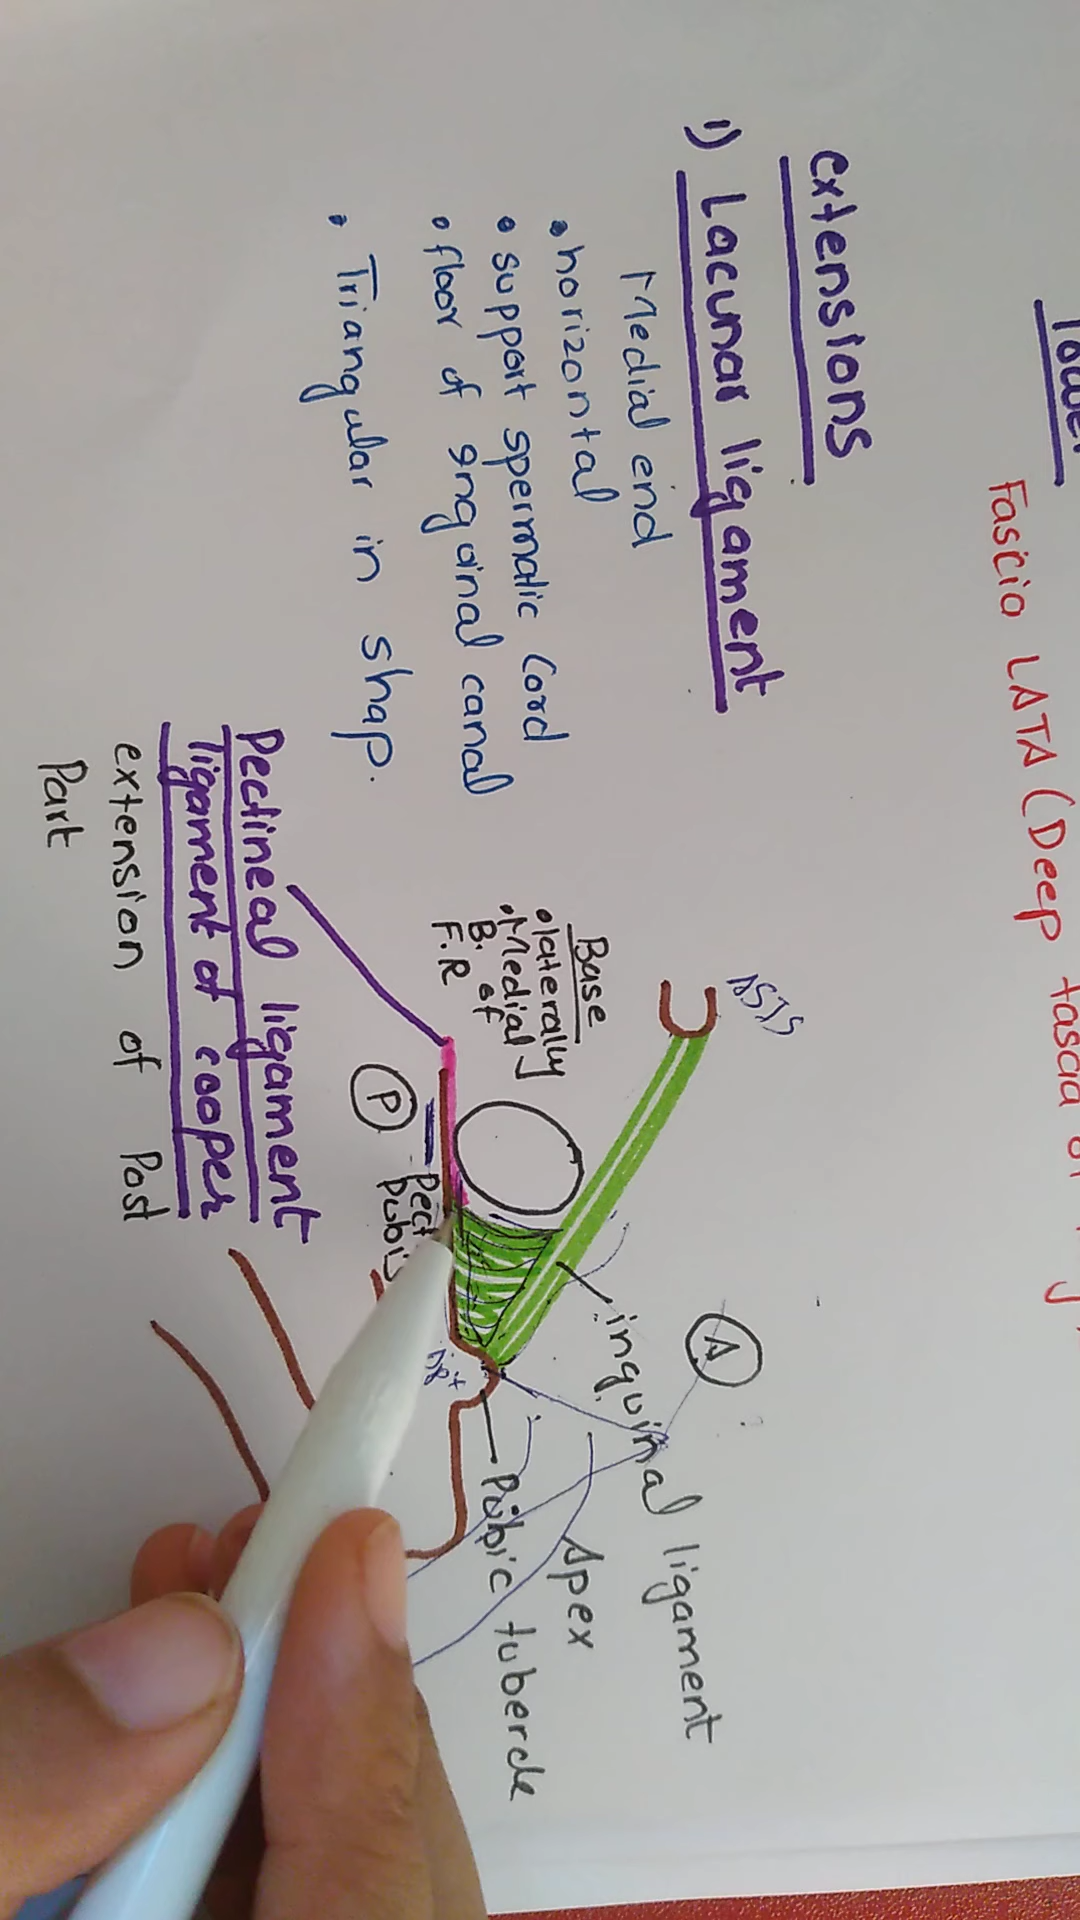 Fascia LATA (Deep fascia of
extensions
1) Lacunar ligament
Medial end
• horizontal
• support spermatic Cord
• floor of Inguinal canal
• Triangular in shap.
ASIS
Base
• laterally
• Medial
B. of
F.R
A
inguinal ligament
Apex
Pubic tubercle
P
Pect
Pubis
Pectineal ligament
ligament of cooper
extension of Post
Part